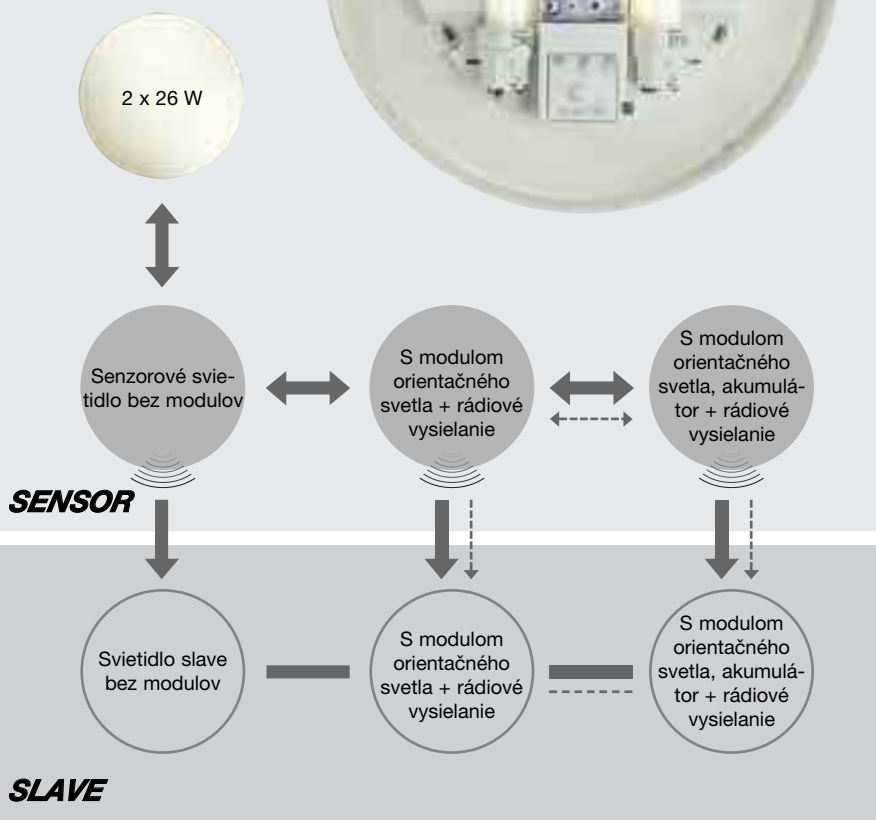 2 x 26 W
Senzorové svie-
tidlo bez modulov
S modulom
orientačného
svetla + rádiové
vysielanie
S modulom
orientačného
svetla, akumulá-
tor + rádiové
vysielanie
SENSOR
Svietidlo slave
bez modulov
S modulom
orientačného
svetla + rádiové
vysielanie
S modulom
orientačného
svetla, akumulá-
tor + rádiové
vysielanie
SLAVE